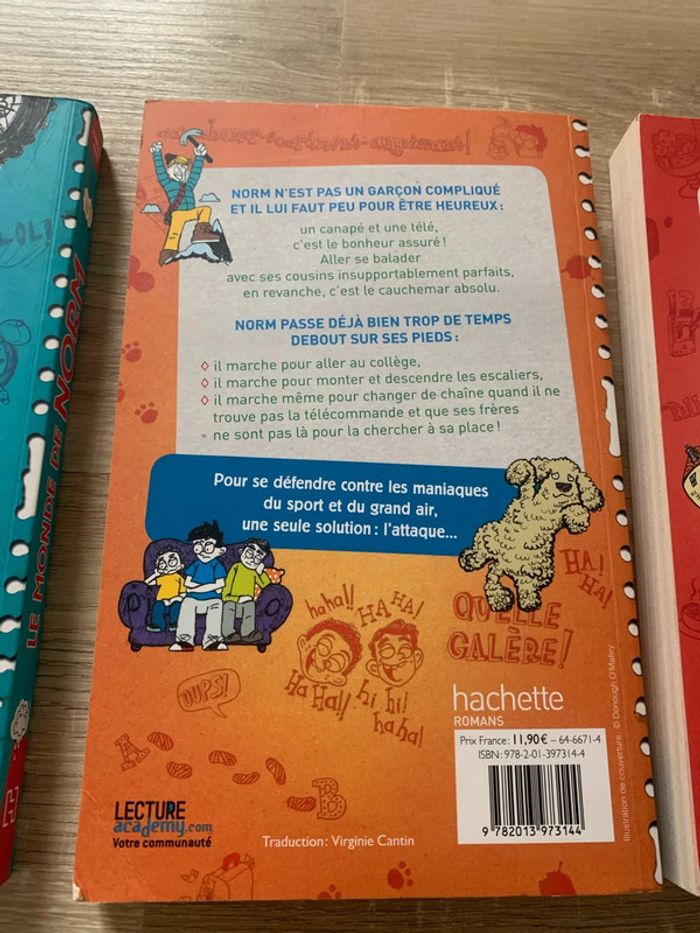 NORM N'EST PAS UN GARÇON COMPLIQUÉ
ET IL LUI FAUT PEU POUR ÊTRE HEUREUX :
un canapé et une télé,
c'est le bonheur assuré !
Aller se balader
avec ses cousins insupportablement parfaits,
en revanche, c'est le cauchemar absolu.
NORM PASSE DÉJÀ BIEN TROP DE TEMPS
DEBOUT SUR SES PIEDS :
◊ il marche pour aller au collège,
◊ il marche pour monter et descendre les escaliers,
◊ il marche même pour changer de chaîne quand il ne
trouve pas la télécommande et que ses frères
ne sont pas là pour la chercher à sa place !
Pour se défendre contre les maniaques
du sport et du grand air,
une seule solution : l'attaque...
HA!
HA!
haha!! HA HA!
QUELLE
GALÈRE!
Ha Ha!!
hi hi!
haha!
OUPS!
A
B
hachette
ROMANS
Prix France : 11,90 € – 64-6671-4
ISBN : 978-2-01-397314-4
9 782013 973144
Illustration de couverture : © Donough O'Malley
LECTURE
academy.com
Votre communauté
Traduction : Virginie Cantin
LOL!
LE MONDE DE NORM